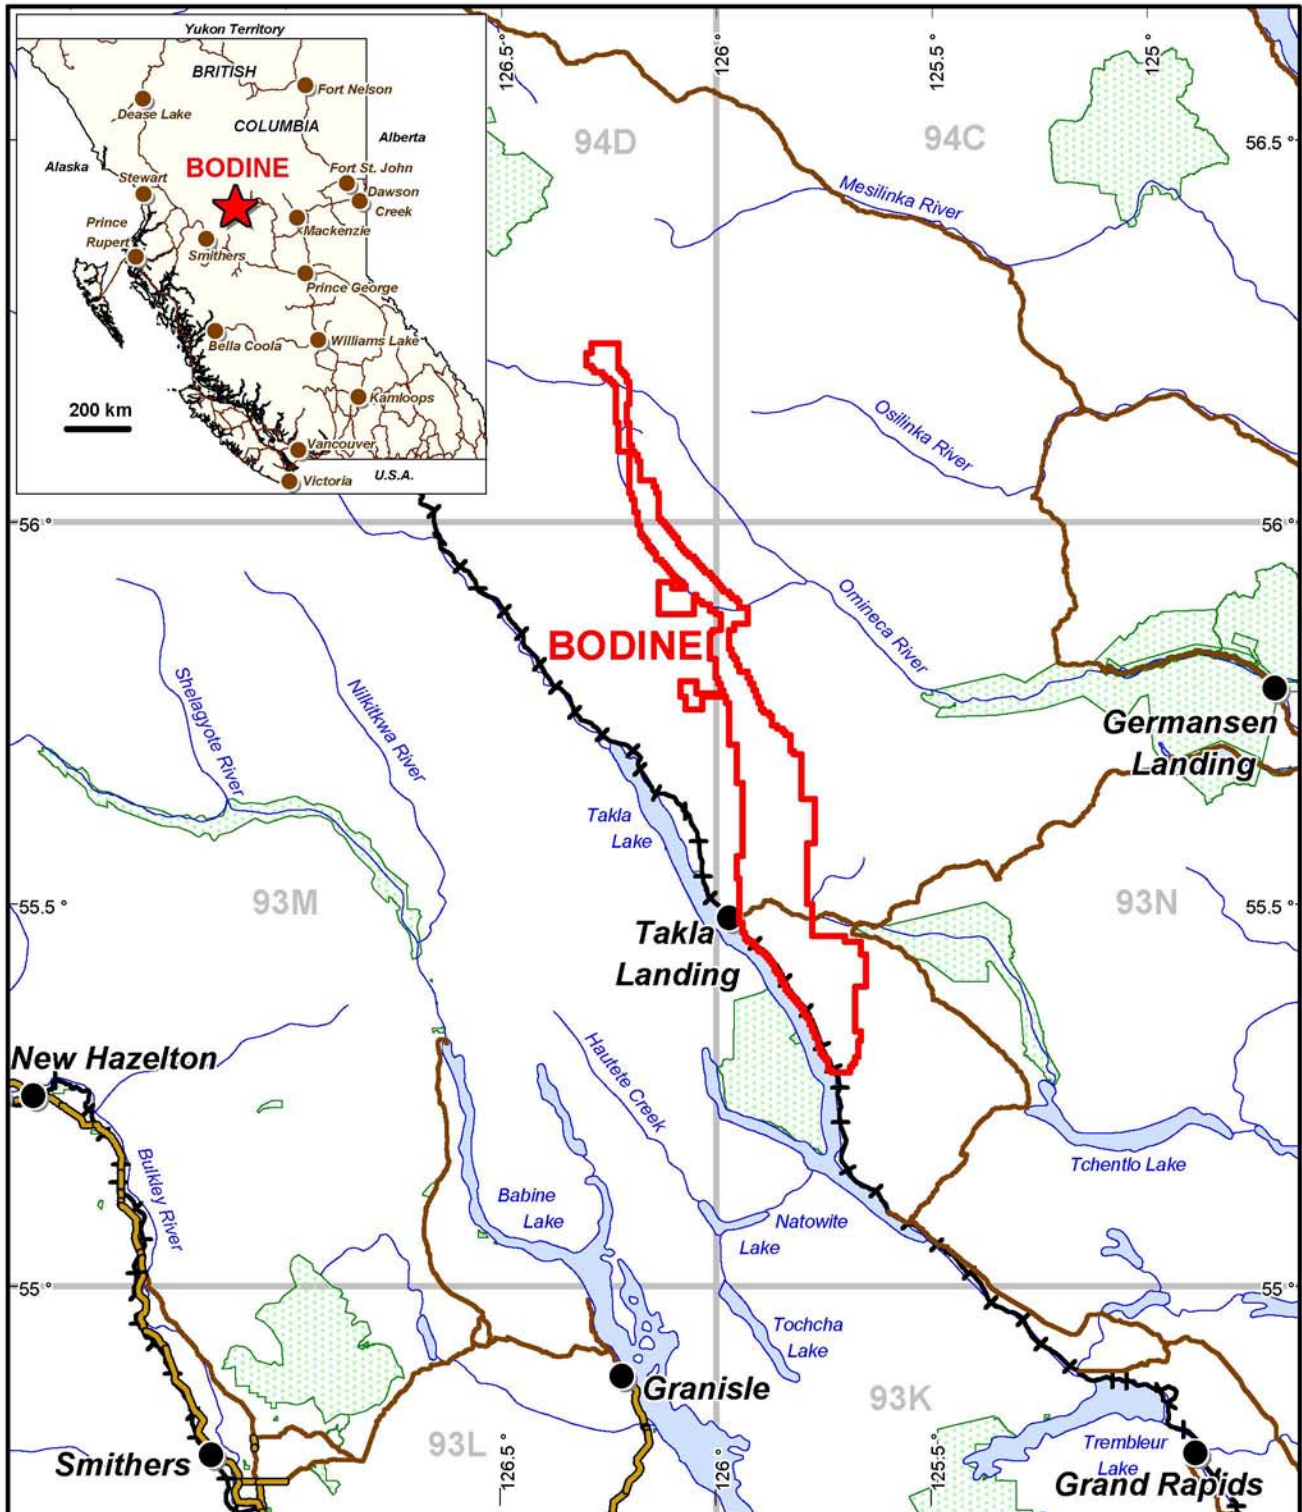 Yukon Territory
BRITISH
Fort Nelson
Dease Lake
COLUMBIA
Alberta
Alaska
BODINE
Stewart
Fort St. John
Dawson
Creek
Prince
Rupert
Mackenzie
Smithers
Prince George
Bella Coola
Williams Lake
200 km
Kamloops
Vancouver
U.S.A.
Victoria
126.5°
126°
125.5°
125°
94D
94C
56.5°
Mesilinka River
Osilinka River
56°
56°
Omineca River
BODINE
Shelagyote River
Nilkitkwa River
Germansen
Landing
Takla
Lake
93M
93N
55.5°
55.5°
Takla
Landing
New Hazelton
Hautete Creek
Bulkley River
Tchentlo Lake
Babine
Lake
Natowite
Lake
55°
55°
Tochcha
Lake
Granisle
93K
93L
Smithers
126.5°
126°
125.5°
Trembleur
Lake
Grand Rapids